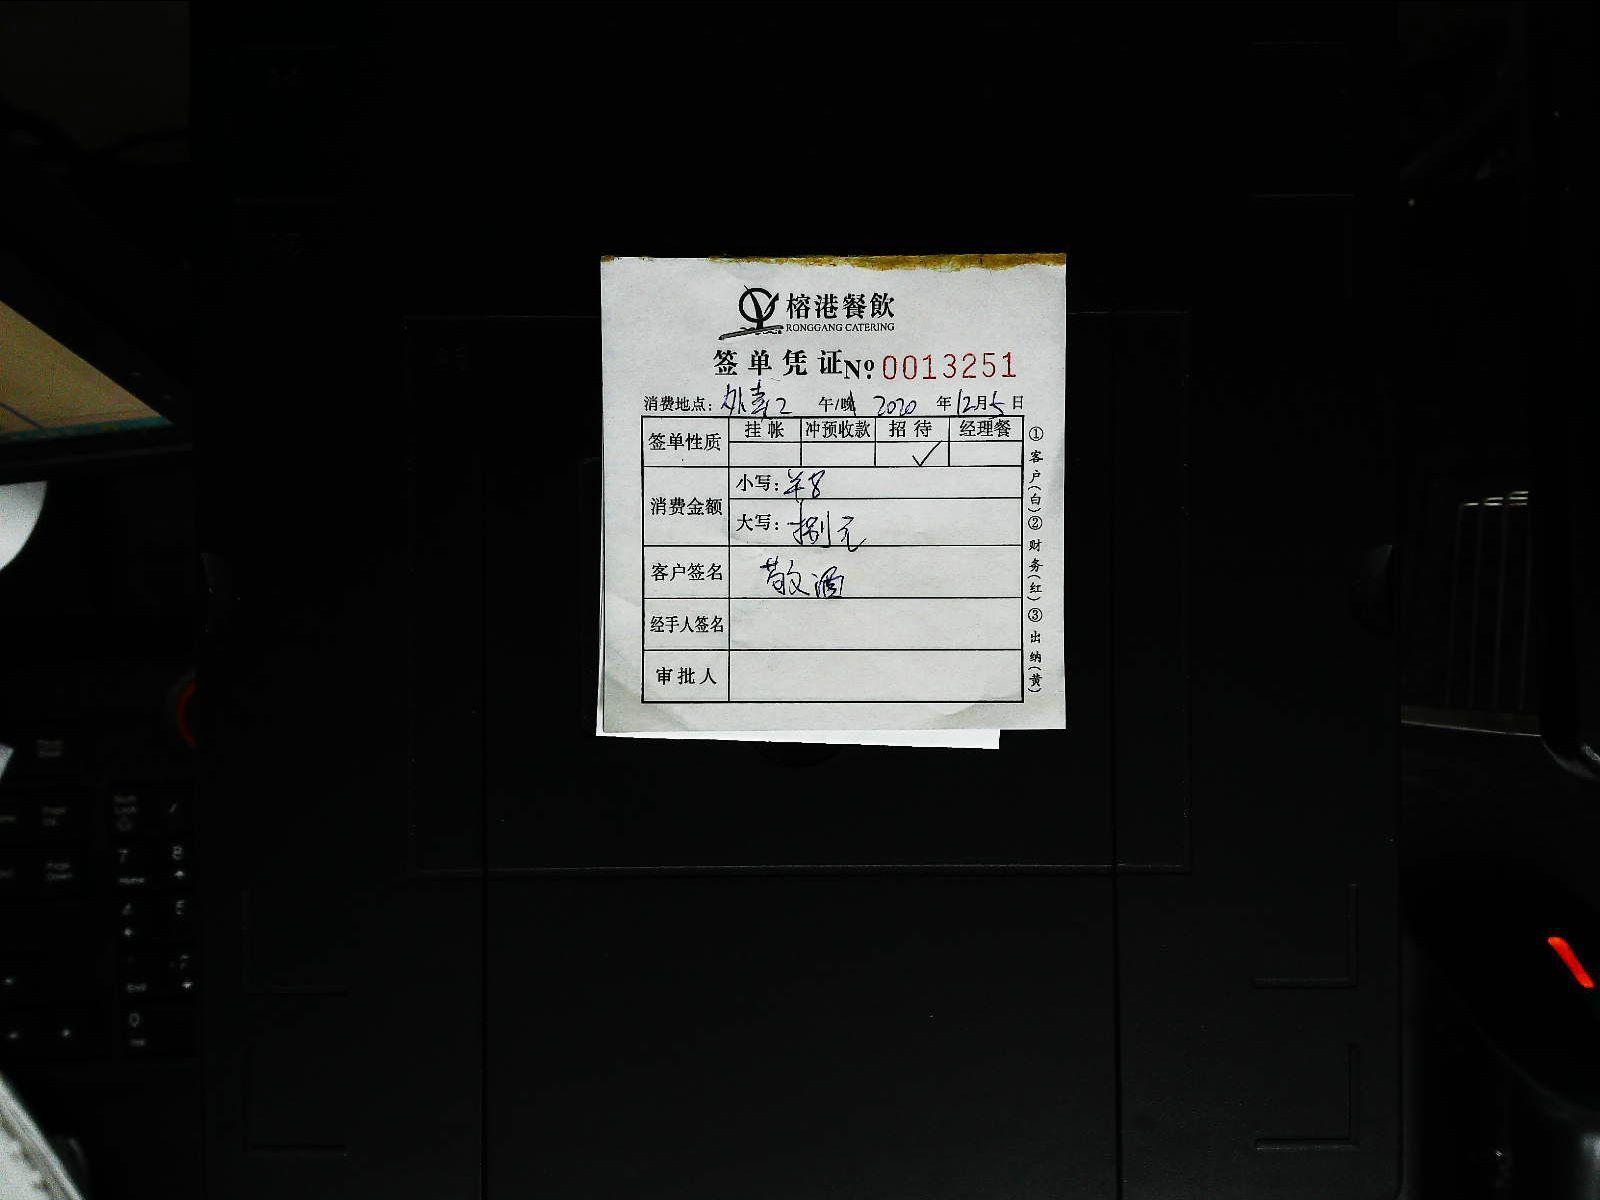 榕港餐飲
RONGGANG CATERING
签单凭证 No: 0013251
消费地点: 外卖2 午/晚 2020 年 12月 5 日
签单性质 挂帐 冲预收款 招待 经理餐
✓
消费金额 小写: 羊8
大写: 捌元
客户签名 敬酒
经手人签名
审批人
①客户(白)②财务(红)③出纳(黄)